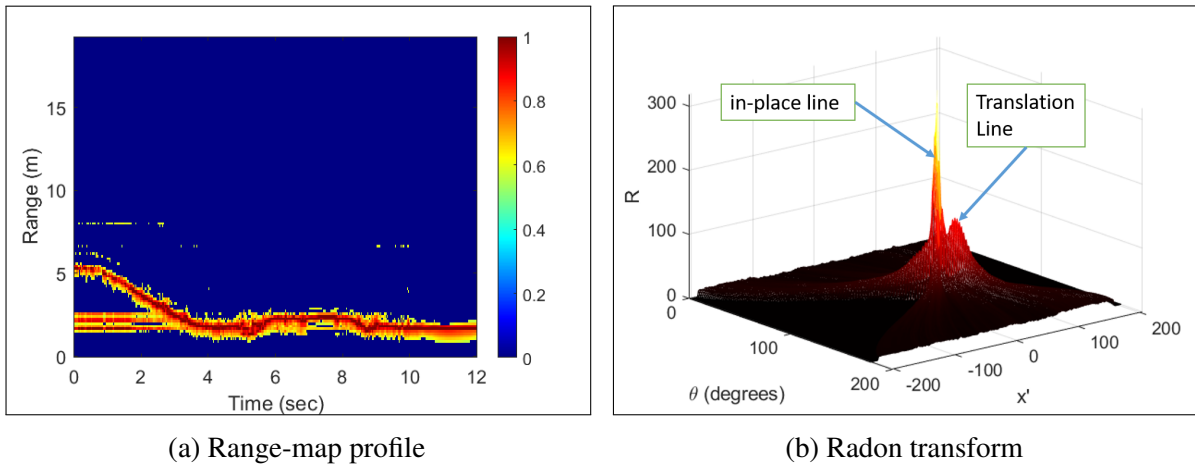 15
10
5
0
Range (m)
0
2
4
6
8
10
12
Time (sec)
1
0.8
0.6
0.4
0.2
0
(a) Range-map profile
300
200
100
0
R
in-place line
Translation
Line
0
100
200
θ (degrees)
-200
-100
0
100
200
x'
(b) Radon transform